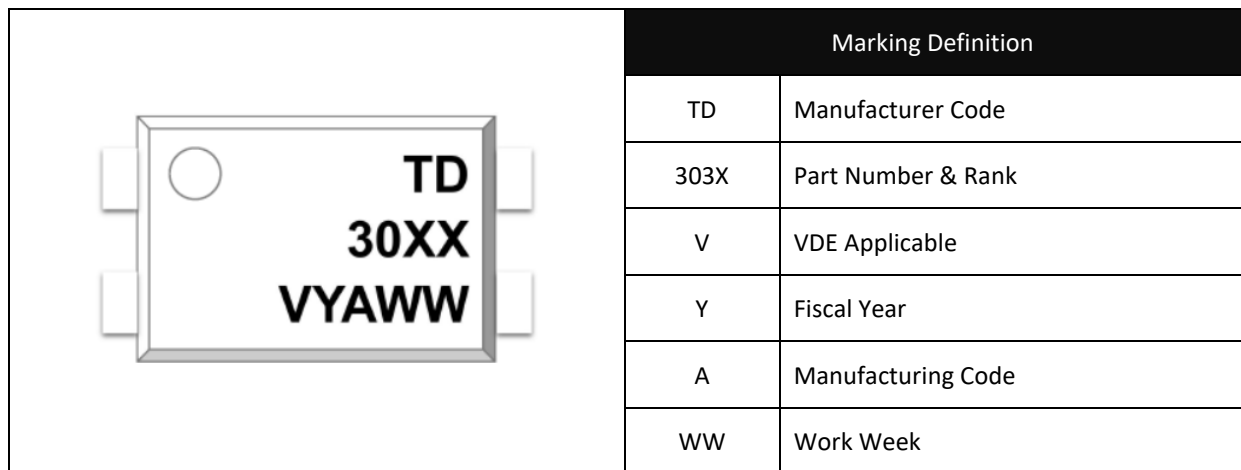 TD
30XX
VYAWW
Marking Definition
TD Manufacturer Code
303X Part Number & Rank
V VDE Applicable
Y Fiscal Year
A Manufacturing Code
WW Work Week